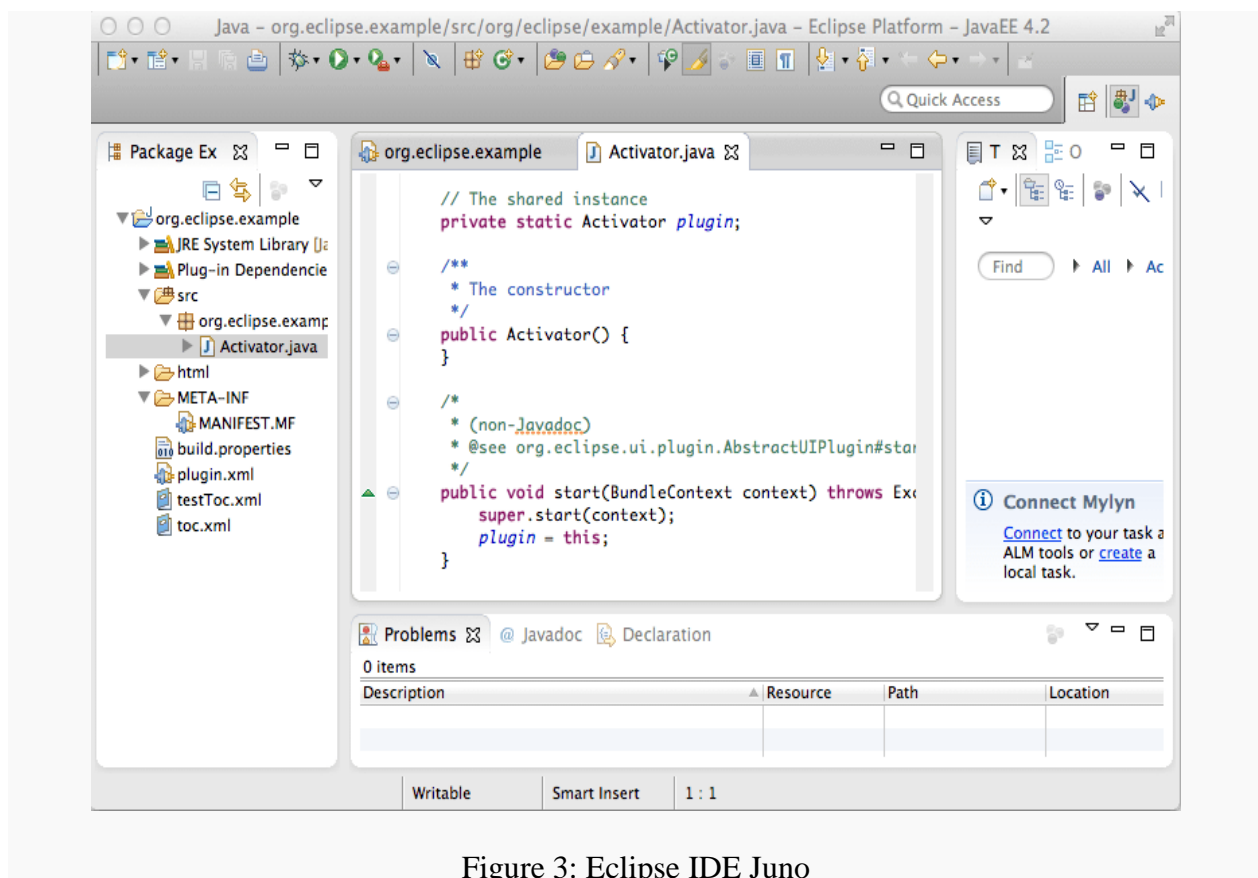 Java – org.eclipse.example/src/org/eclipse/example/Activator.java – Eclipse Platform – JavaEE 4.2
Quick Access
Package Ex
org.eclipse.example
JRE System Library [Ja
Plug-in Dependencie
src
org.eclipse.examp
Activator.java
html
META-INF
MANIFEST.MF
build.properties
plugin.xml
testToc.xml
toc.xml
org.eclipse.example Activator.java
// The shared instance
private static Activator plugin;
/**
* The constructor
*/
public Activator() {
}
/*
* (non-Javadoc)
* @see org.eclipse.ui.plugin.AbstractUIPlugin#star
*/
public void start(BundleContext context) throws Exc
super.start(context);
plugin = this;
}
T O
Find All Ac
Connect Mylyn
Connect to your task a
ALM tools or create a
local task.
Problems @ Javadoc Declaration
0 items
Description Resource Path Location
Writable Smart Insert 1 : 1
Figure 3: Eclipse IDE Juno